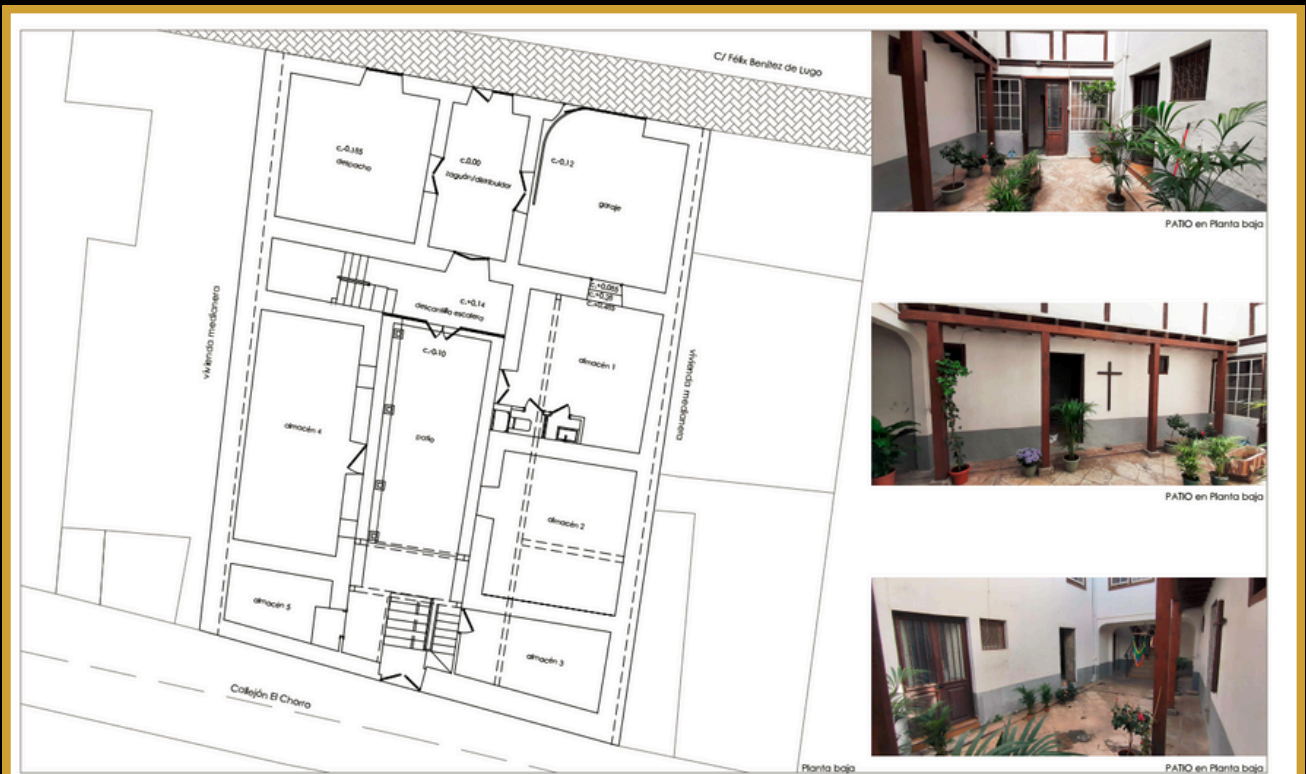 C/ Félix Benítez de Lugo
c.-0.185
despacho
c.0.00
zaguán/distribuidor
c.-0.12
garaje
vivienda medianera
c.+0.14
descansillo escalera
c.-0.10
almacén 1
vivienda medianera
almacén 4
patio
almacén 2
almacén 5
almacén 3
Callejón El Chorro
Planta baja
PATIO en Planta baja
PATIO en Planta baja
PATIO en Planta baja